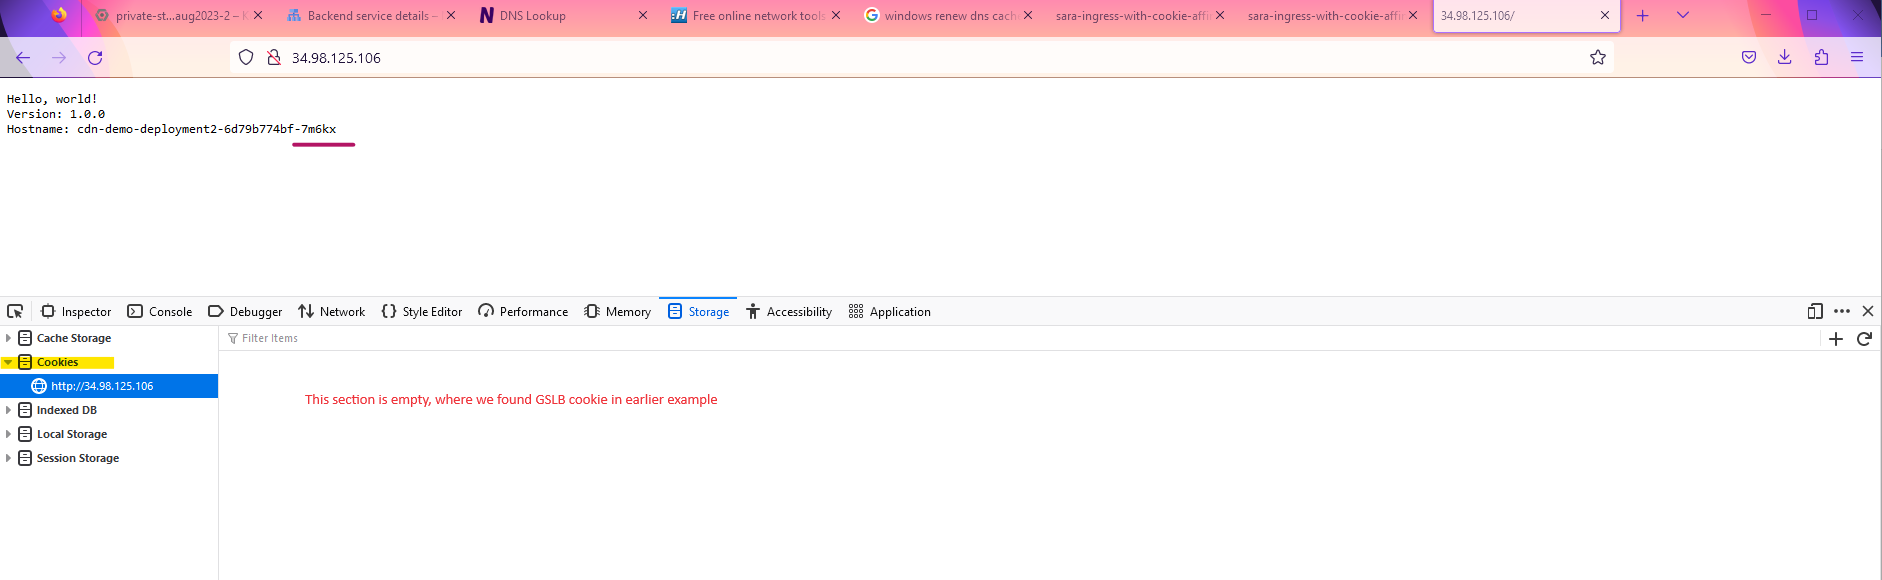 private-st...aug2023-2 – K
Backend service details –
DNS Lookup
Free online network tools
windows renew dns cach
sara-ingress-with-cookie-affin
sara-ingress-with-cookie-affin
34.98.125.106/
34.98.125.106
Hello, world!
Version: 1.0.0
Hostname: cdn-demo-deployment2-6d79b774bf-7m6kx
Inspector Console Debugger Network Style Editor Performance Memory Storage Accessibility Application
Cache Storage
Filter Items
Cookies
http://34.98.125.106
This section is empty, where we found GSLB cookie in earlier example
Indexed DB
Local Storage
Session Storage